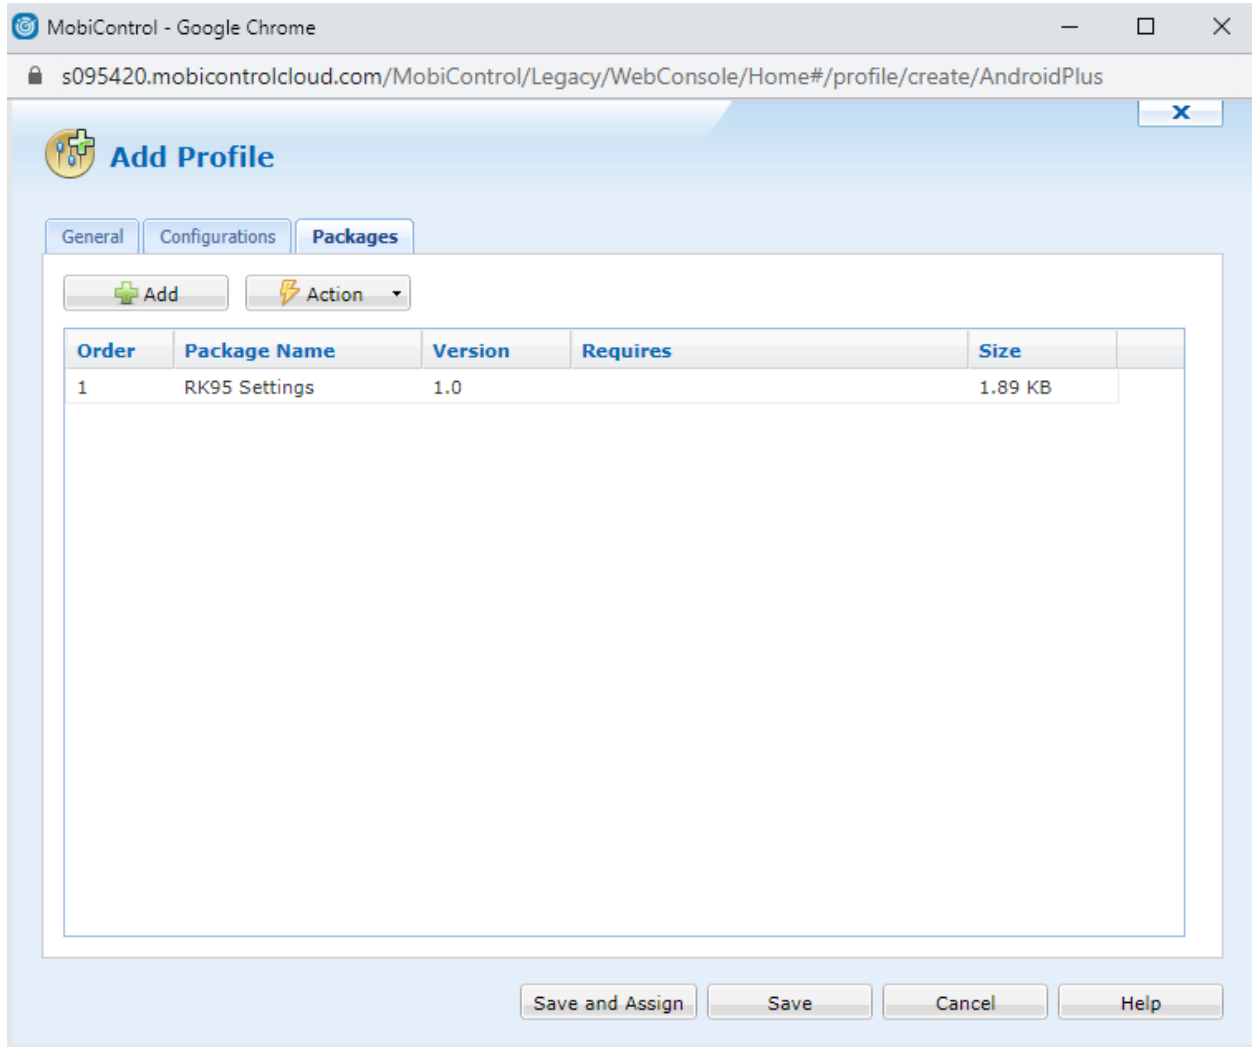 MobiControl - Google Chrome
s095420.mobicontrolcloud.com/MobiControl/Legacy/WebConsole/Home#/profile/create/AndroidPlus
x
Add Profile
General Configurations Packages
Add Action
Order Package Name Version Requires Size
1 RK95 Settings 1.0 1.89 KB
Save and Assign Save Cancel Help